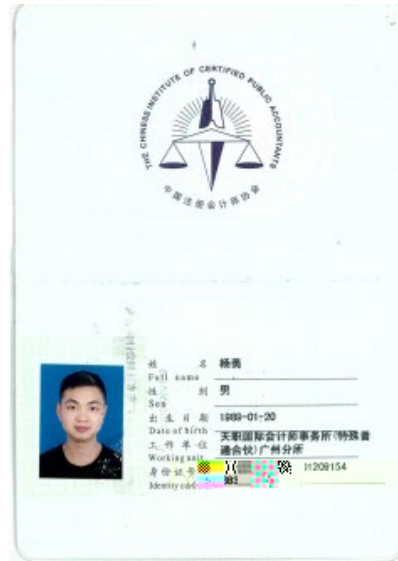 THE CHINESE INSTITUTE OF CERTIFIED PUBLIC ACCOUNTANTS
中国注册会计师协会
姓 名 杨勇
Full name
性 别 男
Sex
出 生 日 期 1989-01-20
Date of birth
工 作 单 位 天职国际会计师事务所(特殊普
Working unit 通合伙)广州分所
身份证号
Identity card